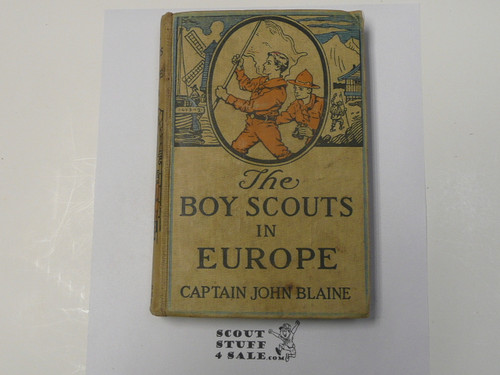 The
BOY SCOUTS
IN
EUROPE
CAPTAIN JOHN BLAINE
SCOUT
STUFF
4 SALE.COM